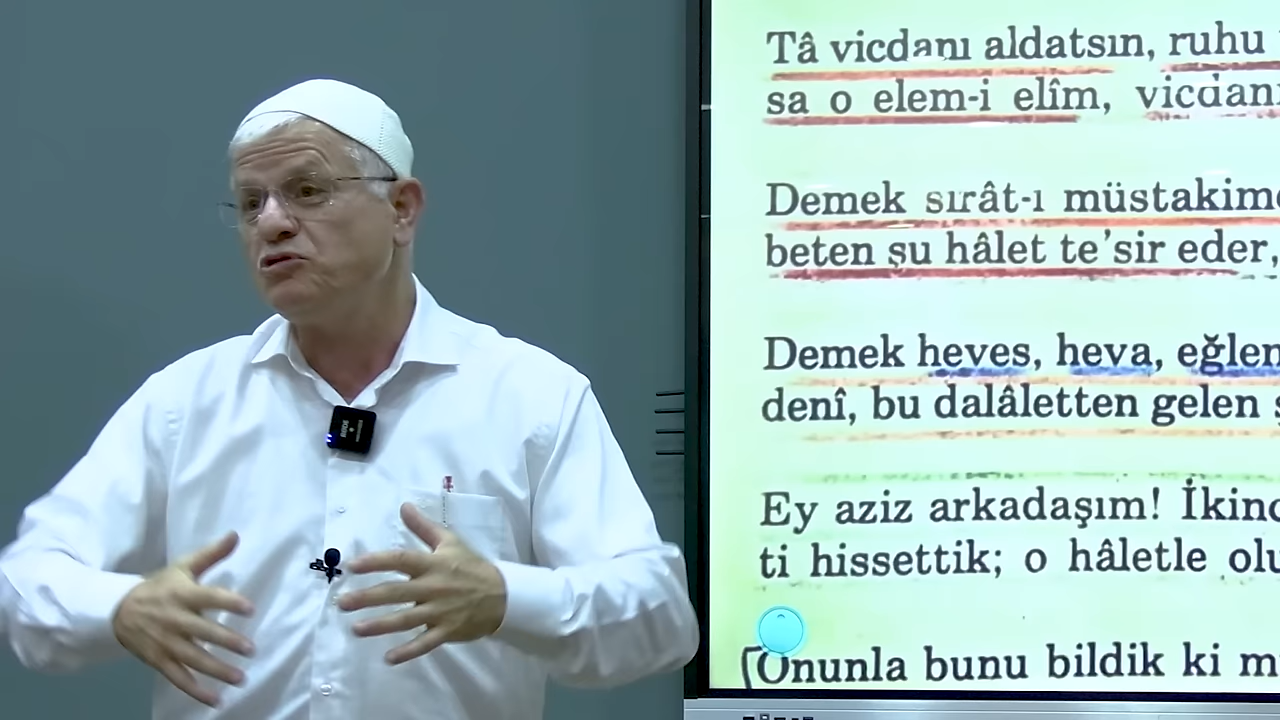 Tâ vicdanı aldatsın, ruhu
sa o elem-i elîm, vicdanı
Demek sırât-ı müstakim
beten şu hâlet te'sir eder,
Demek heves, heva, eğlen
denî, bu dalâletten gelen
Ey aziz arkadaşım! İkinc
ti hissettik; o hâletle olu
Onunla bunu bildik ki m